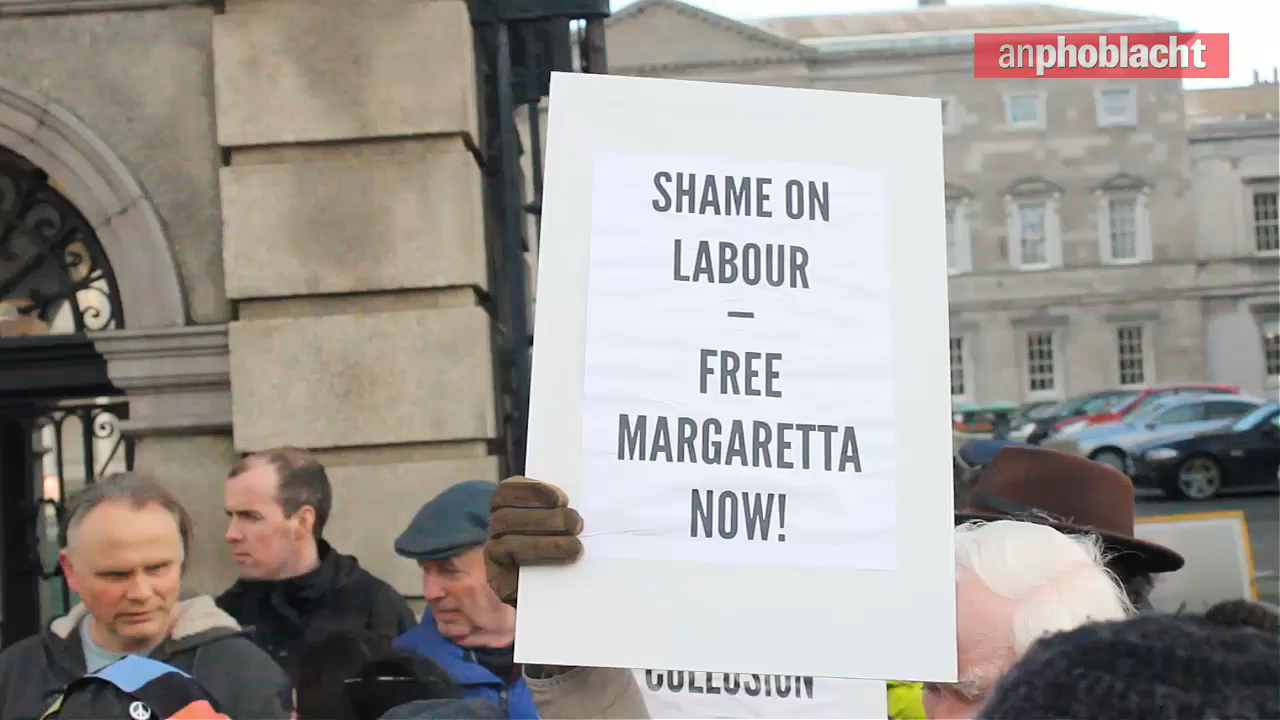 anphoblacht
SHAME ON
LABOUR
–
FREE
MARGARETTA
NOW!
COLLUSION